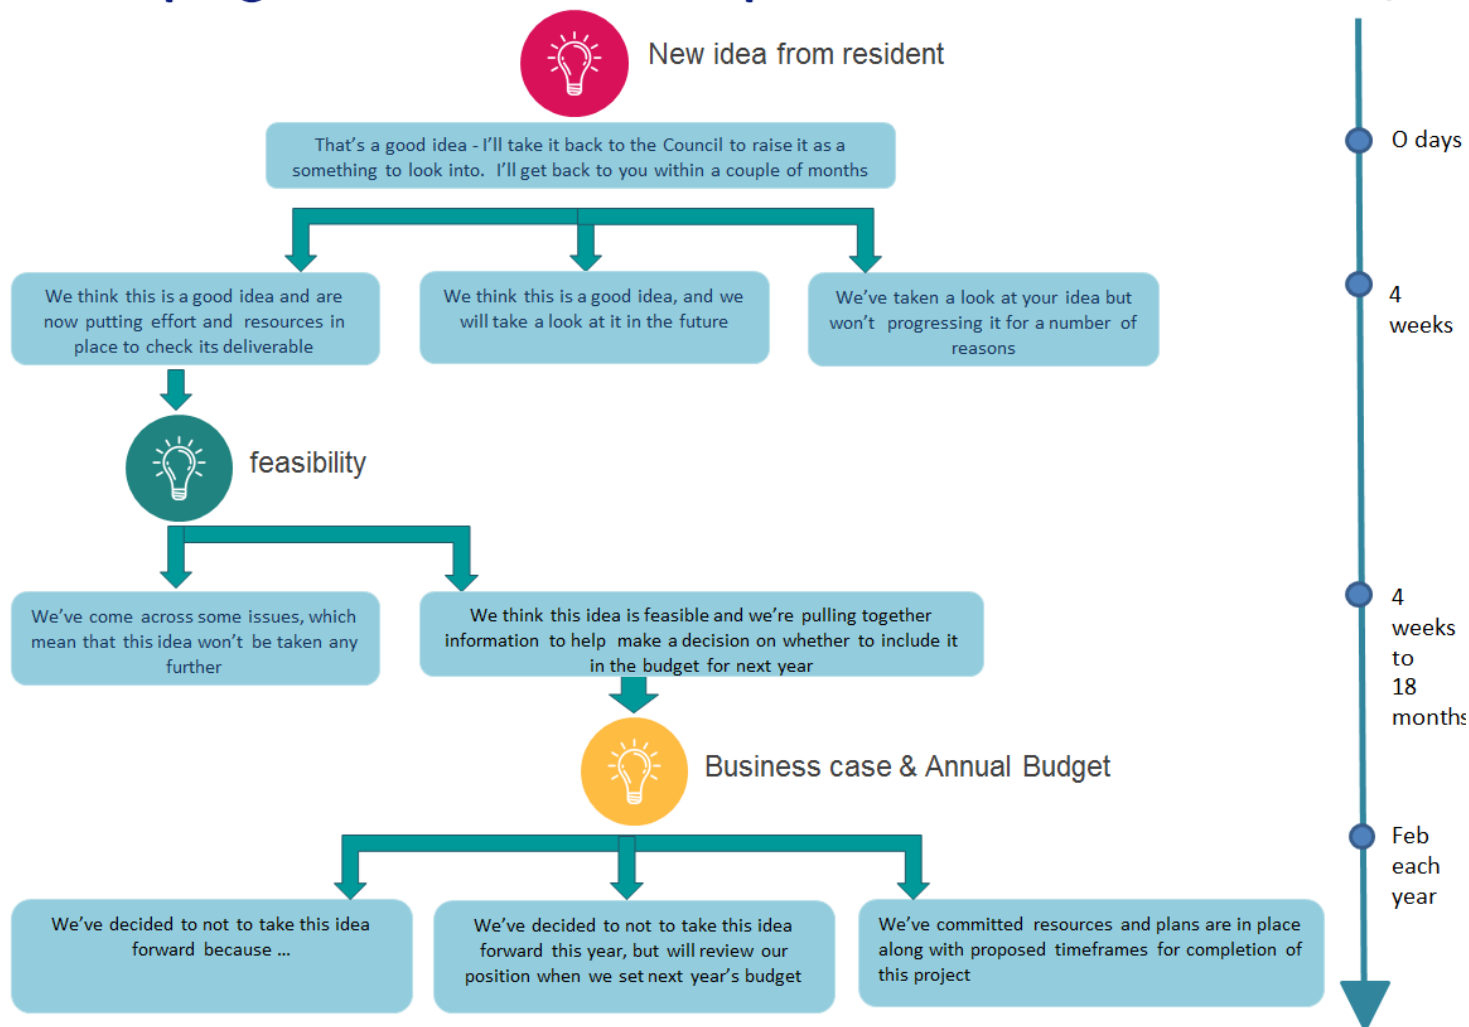 New idea from resident
That's a good idea - I'll take it back to the Council to raise it as a
something to look into.  I'll get back to you within a couple of months
O days
We think this is a good idea and are
now putting effort and resources in
place to check its deliverable
We think this is a good idea, and we
will take a look at it in the future
We've taken a look at your idea but
won't progressing it for a number of
reasons
4
weeks
feasibility
We've come across some issues, which
mean that this idea won't be taken any
further
We think this idea is feasible and we're pulling together
information to help make a decision on whether to include it
in the budget for next year
4
weeks
to
18
months
Business case & Annual Budget
Feb
each
year
We've decided to not to take this idea
forward because ...
We've decided to not to take this idea
forward this year, but will review our
position when we set next year's budget
We've committed resources and plans are in place
along with proposed timeframes for completion of
this project